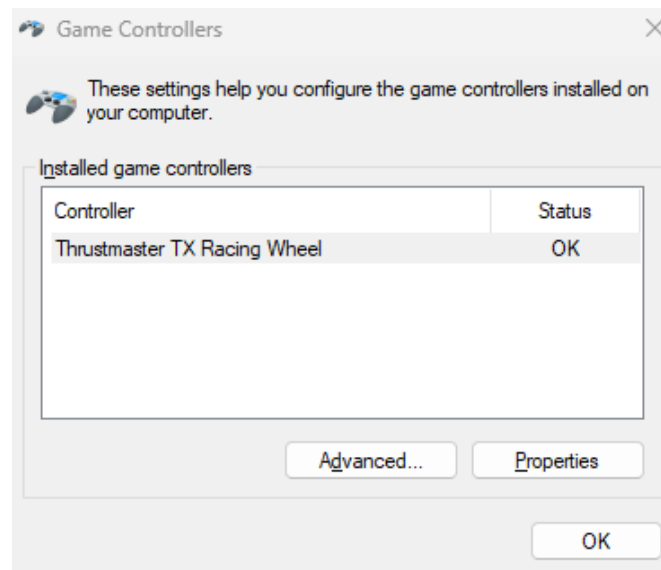 Game Controllers
These settings help you configure the game controllers installed on
your computer.
Installed game controllers
Controller Status
Thrustmaster TX Racing Wheel OK
Advanced... Properties
OK